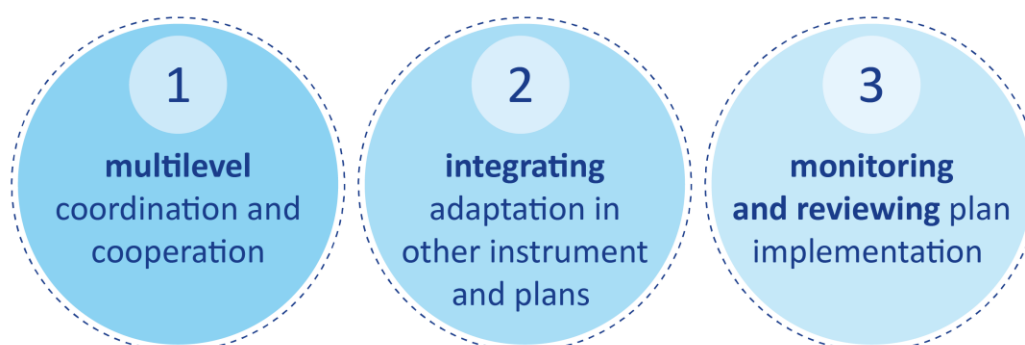 1
multilevel
coordination and
cooperation
2
integrating
adaptation in
other instrument
and plans
3
monitoring
and reviewing plan
implementation